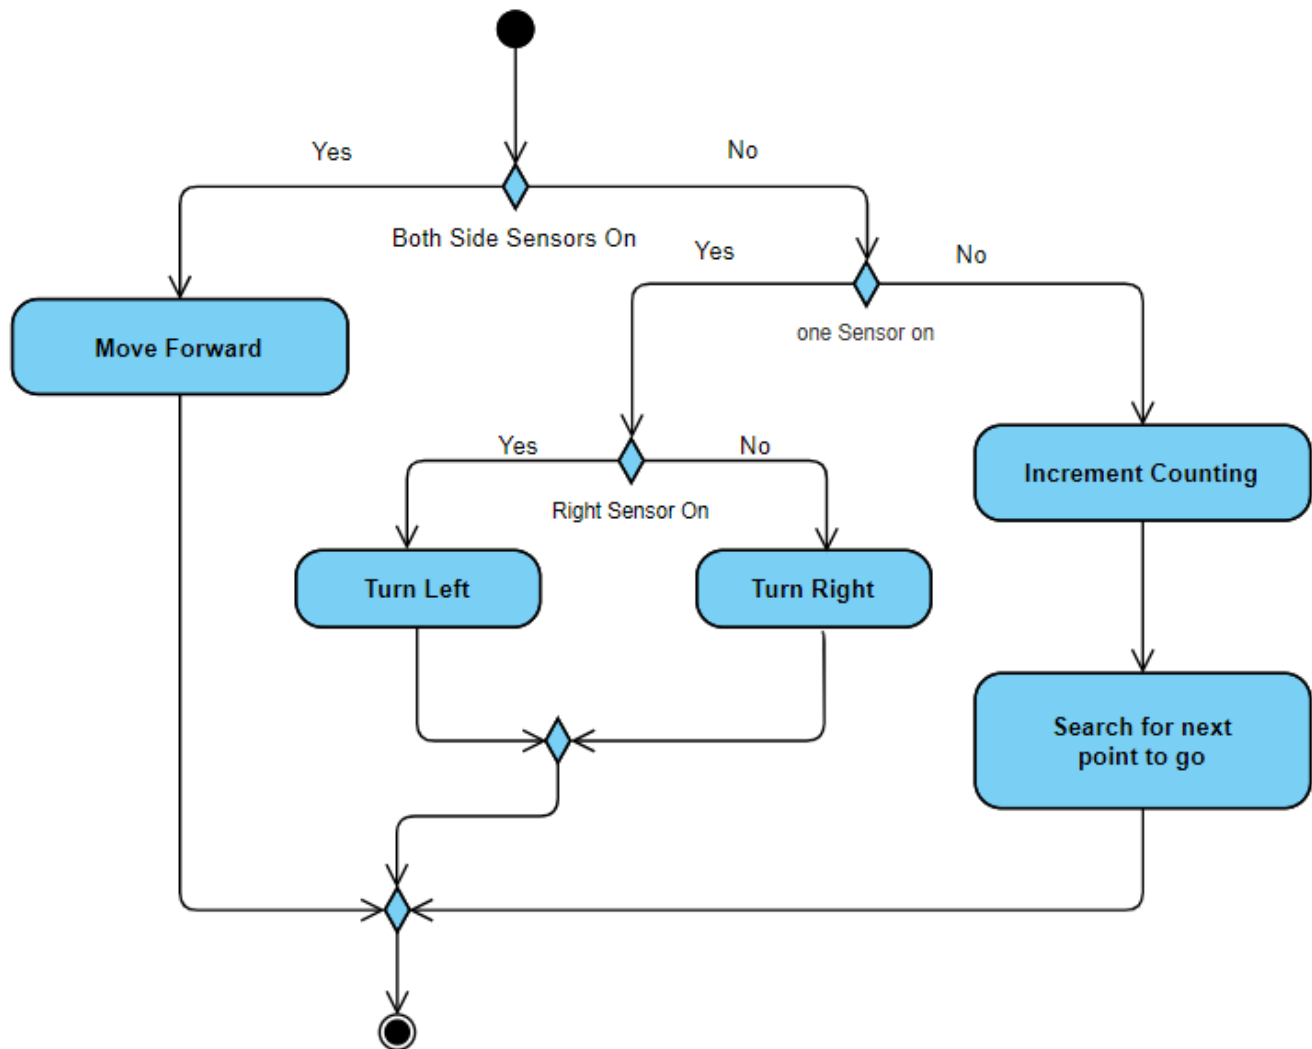 Yes
No
Both Side Sensors On
Yes
No
one Sensor on
Move Forward
Yes
No
Right Sensor On
Increment Counting
Turn Left
Turn Right
Search for next
point to go